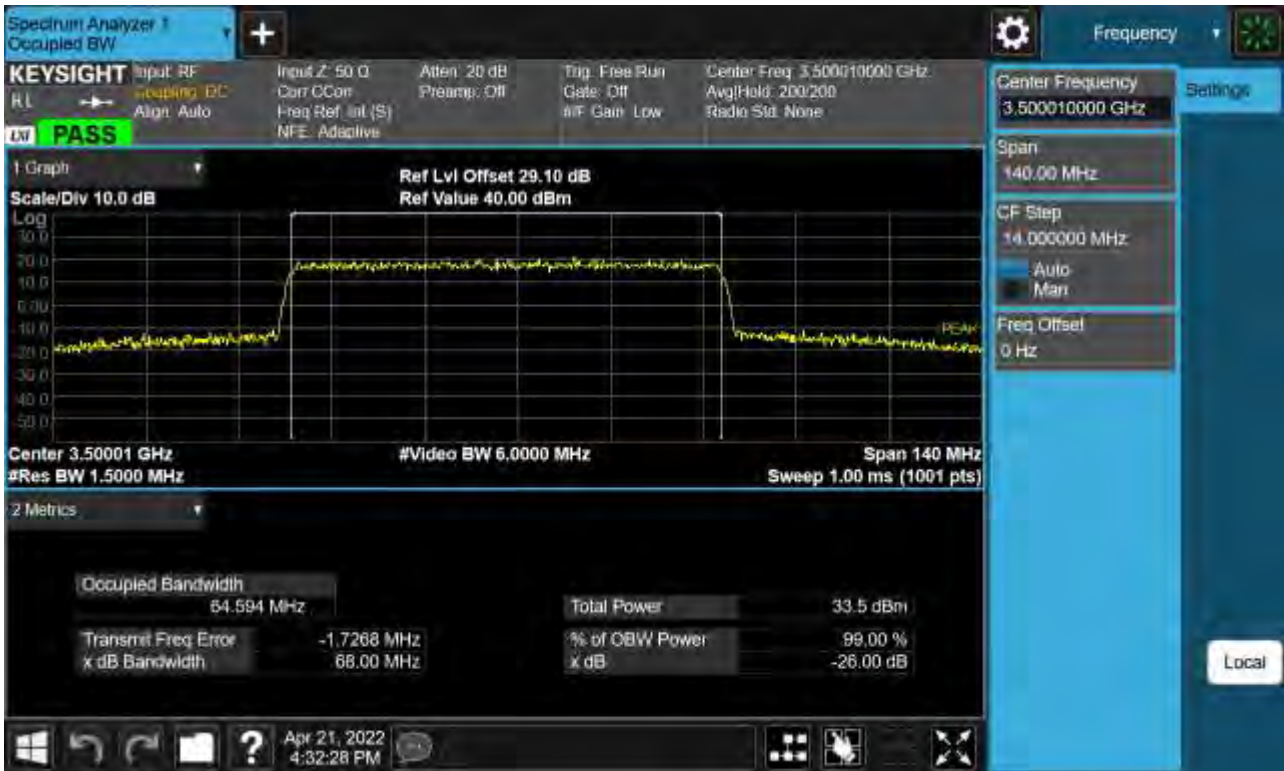 Spectrum Analyzer 1
Occupied BW
Frequency
KEYSIGHT
Input: RF
Coupling: DC
Align: Auto
Input Z: 50 Ω
Corr CCorr
Freq Ref: Int (S)
NFE: Adaptive
Atten: 20 dB
Preamp: Off
Trig: Free Run
Gate: Off
#IF Gain: Low
Center Freq: 3.500010000 GHz
Avg|Hold: 200/200
Radio Std: None
RL
LXI
PASS
1 Graph
Scale/Div 10.0 dB
Ref Lvl Offset 29.10 dB
Ref Value 40.00 dBm
Log
30.0
20.0
10.0
0.00
-10.0
-20.0
-30.0
-40.0
-50.0
PEAK
Center 3.50001 GHz
#Res BW 1.5000 MHz
#Video BW 6.0000 MHz
Span 140 MHz
Sweep 1.00 ms (1001 pts)
2 Metrics
Occupied Bandwidth
64.594 MHz
Transmit Freq Error -1.7268 MHz
x dB Bandwidth 68.00 MHz
Total Power 33.5 dBm
% of OBW Power 99.00 %
x dB -26.00 dB
Center Frequency
3.500010000 GHz
Settings
Span
140.00 MHz
CF Step
14.000000 MHz
Auto
Man
Freq Offset
0 Hz
Local
?
Apr 21, 2022
4:32:28 PM